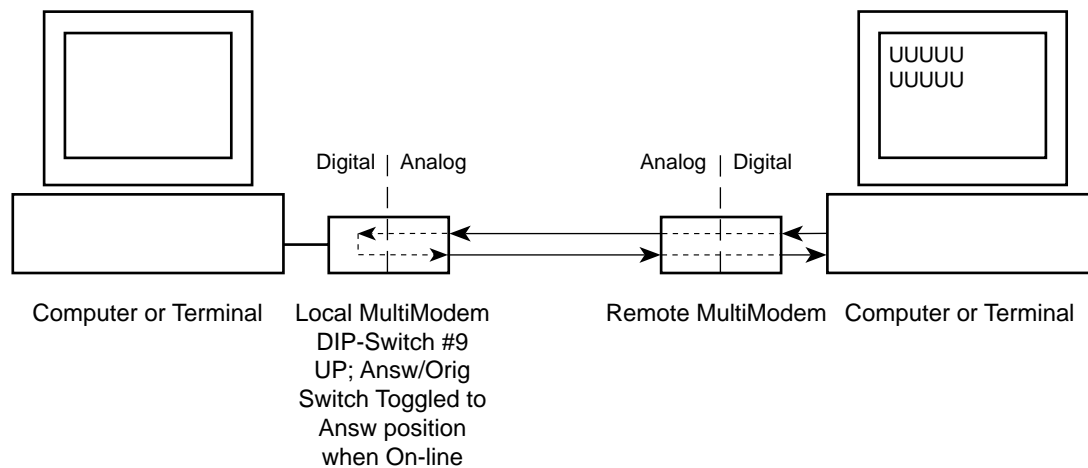 UUUUU
UUUUU
Digital | Analog
Analog | Digital
Computer or Terminal
Local MultiModem
DIP-Switch #9
UP; Answ/Orig
Switch Toggled to
Answ position
when On-line
Remote MultiModem
Computer or Terminal